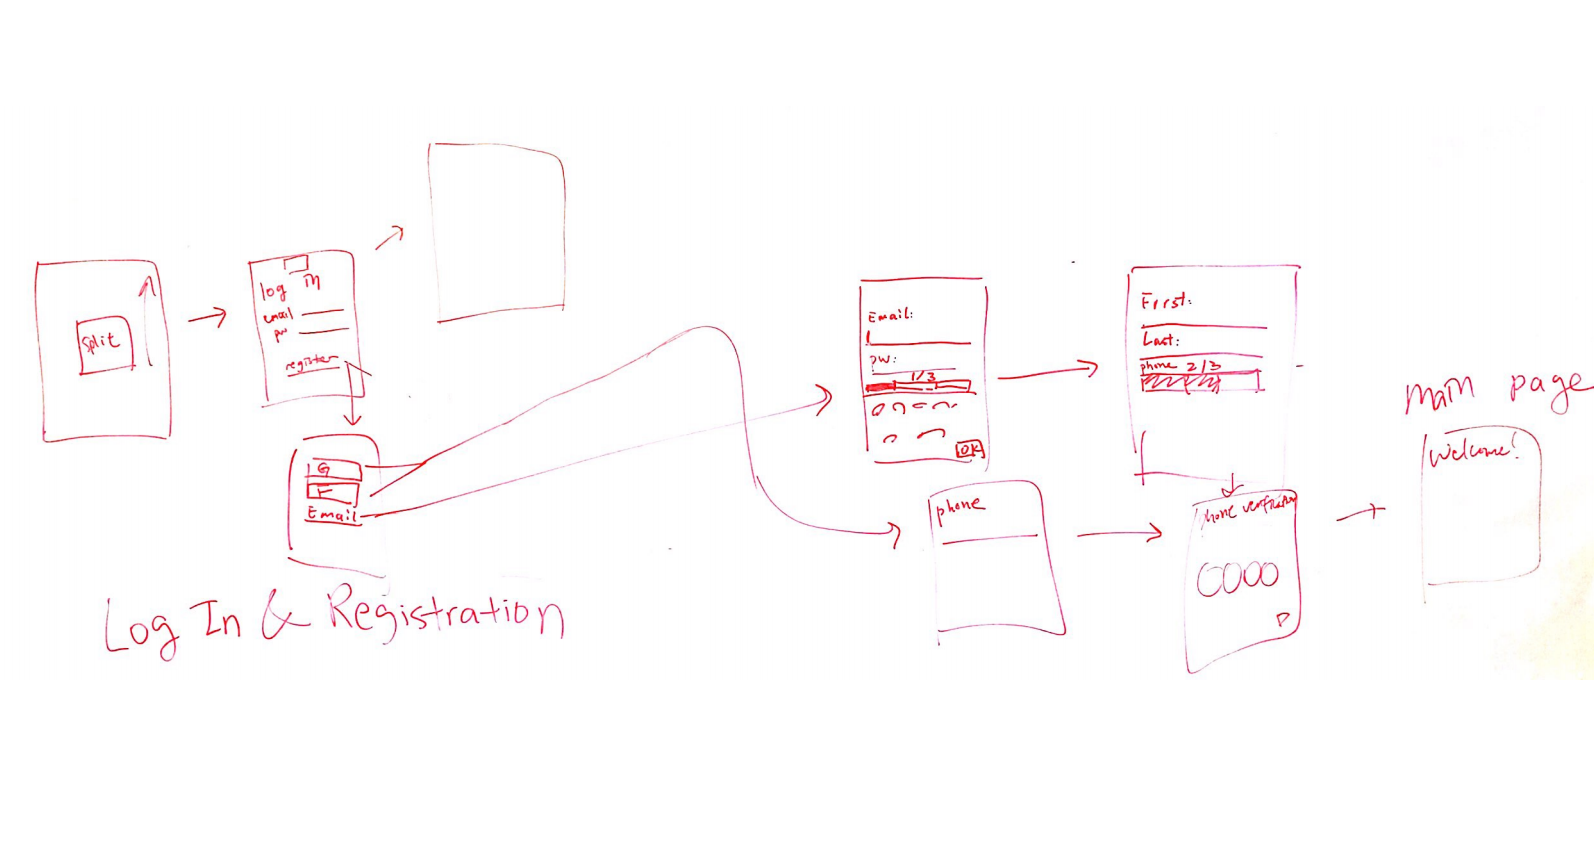 Split
log in
email
pw
register
G
F
Email
Log In & Registration
Email:
pw:
1/3
OK
First:
Last:
phone 2/3
phone
phone verification
main page
Welcome!